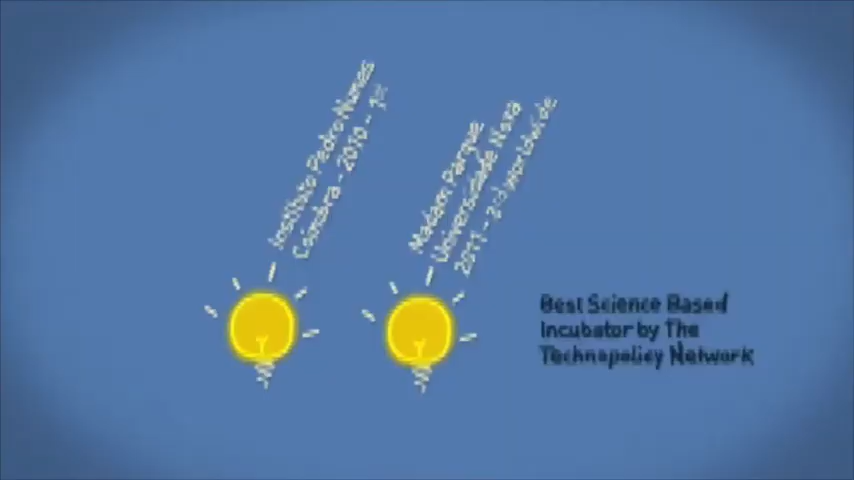 Instituto Pedro Nunes
Coimbra - 2010 - 1º
Madan Parque
Universidade Nova
2011 - 2nd Worldwide
Best Science Based
Incubator by The
Technopolicy Network